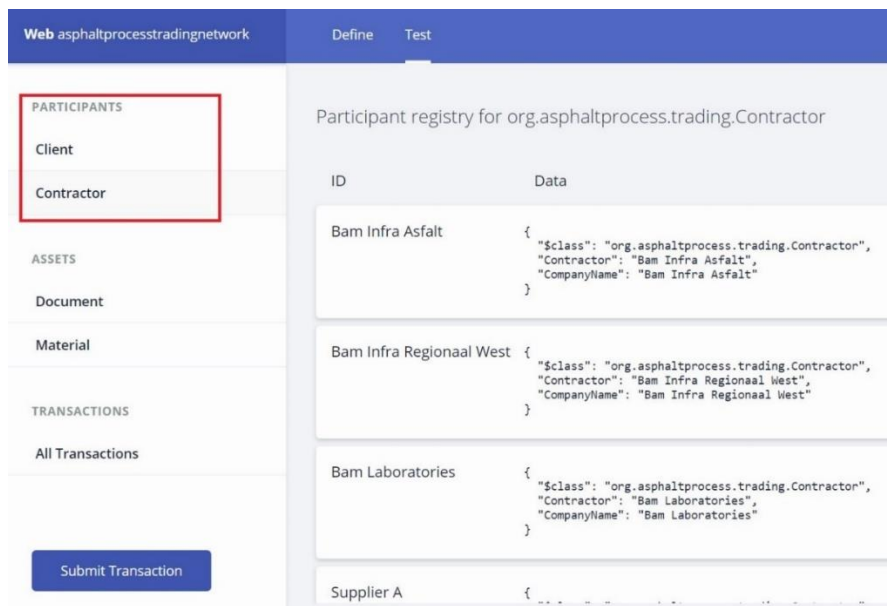 Web asphaltprocesstradingnetwork
Define Test
PARTICIPANTS
Client
Contractor
ASSETS
Document
Material
TRANSACTIONS
All Transactions
Submit Transaction
Participant registry for org.asphaltprocess.trading.Contractor
ID Data
Bam Infra Asfalt
{
"$class": "org.asphaltprocess.trading.Contractor",
"Contractor": "Bam Infra Asfalt",
"CompanyName": "Bam Infra Asfalt"
}
Bam Infra Regionaal West
{
"$class": "org.asphaltprocess.trading.Contractor",
"Contractor": "Bam Infra Regionaal West",
"CompanyName": "Bam Infra Regionaal West"
}
Bam Laboratories
{
"$class": "org.asphaltprocess.trading.Contractor",
"Contractor": "Bam Laboratories",
"CompanyName": "Bam Laboratories"
}
Supplier A
{